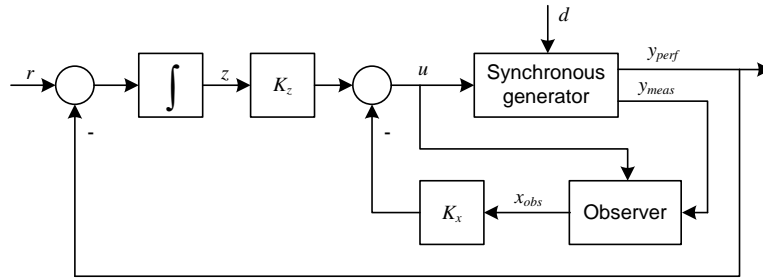 d
r
∫
z
K_z
u
Synchronous
generator
y_perf
y_meas
-
-
K_x
x_obs
Observer